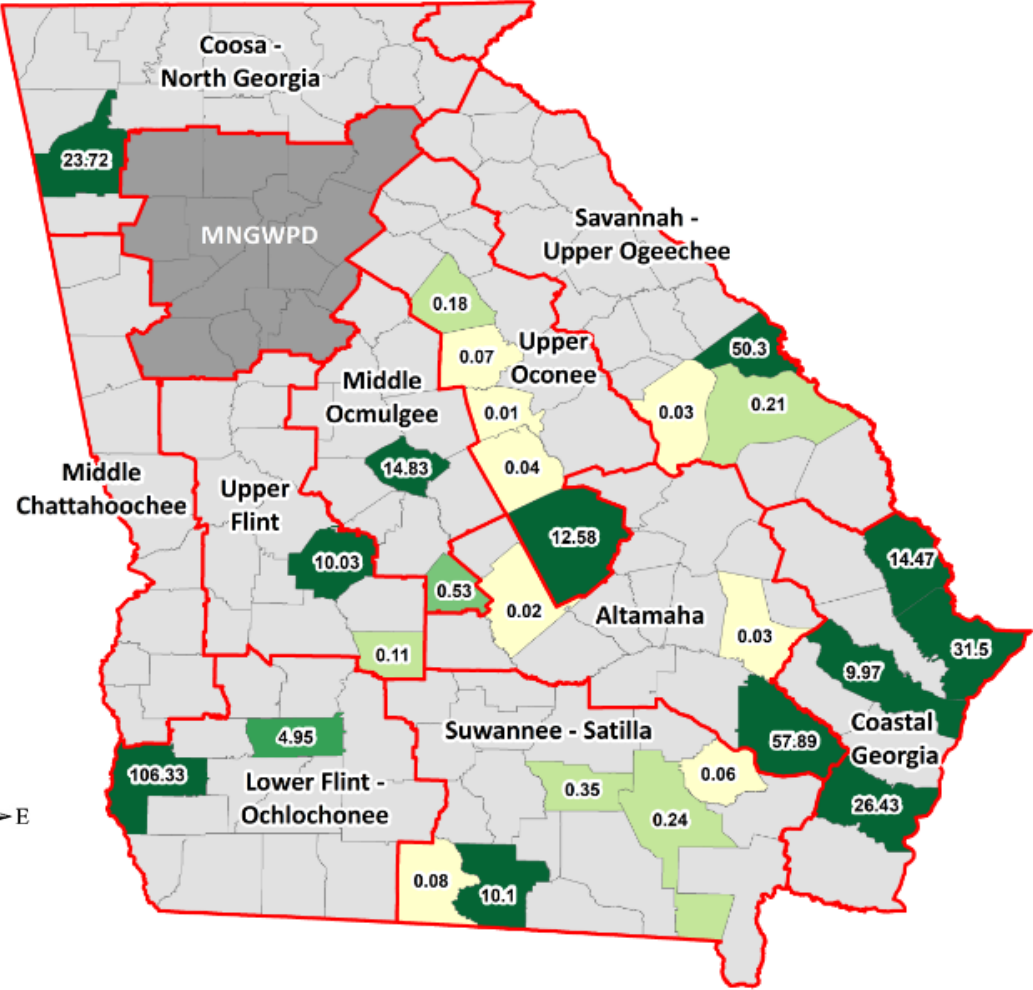 Coosa -
North Georgia
23.72
MNGWPD
Savannah -
Upper Ogeechee
0.18
50.3
0.07
Upper
Oconee
Middle
Ocmulgee
0.01
0.03
0.21
14.83
0.04
Middle
Chattahoochee
Upper
Flint
12.58
10.03
14.47
0.53
0.02
Altamaha
0.03
31.5
0.11
9.97
4.95
Suwannee - Satilla
57.89
Coastal
Georgia
106.33
Lower Flint -
Ochlochonee
0.06
0.35
26.43
0.24
E
0.08
10.1